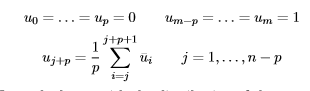 u_0 = … = u_p = 0    u_{m-p} = … = u_m = 1
u_{j+p} = \frac{1}{p} \sum_{i=j}^{j+p+1} \bar{u}_i    j = 1, …, n - p